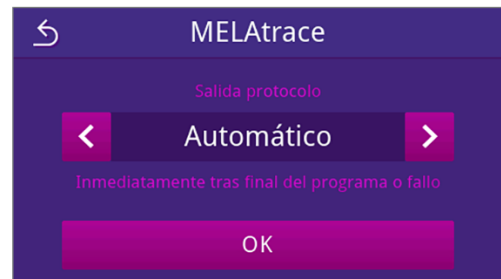 MELAtrace
Salida protocolo
Automático
Inmediatamente tras final del programa o fallo
OK